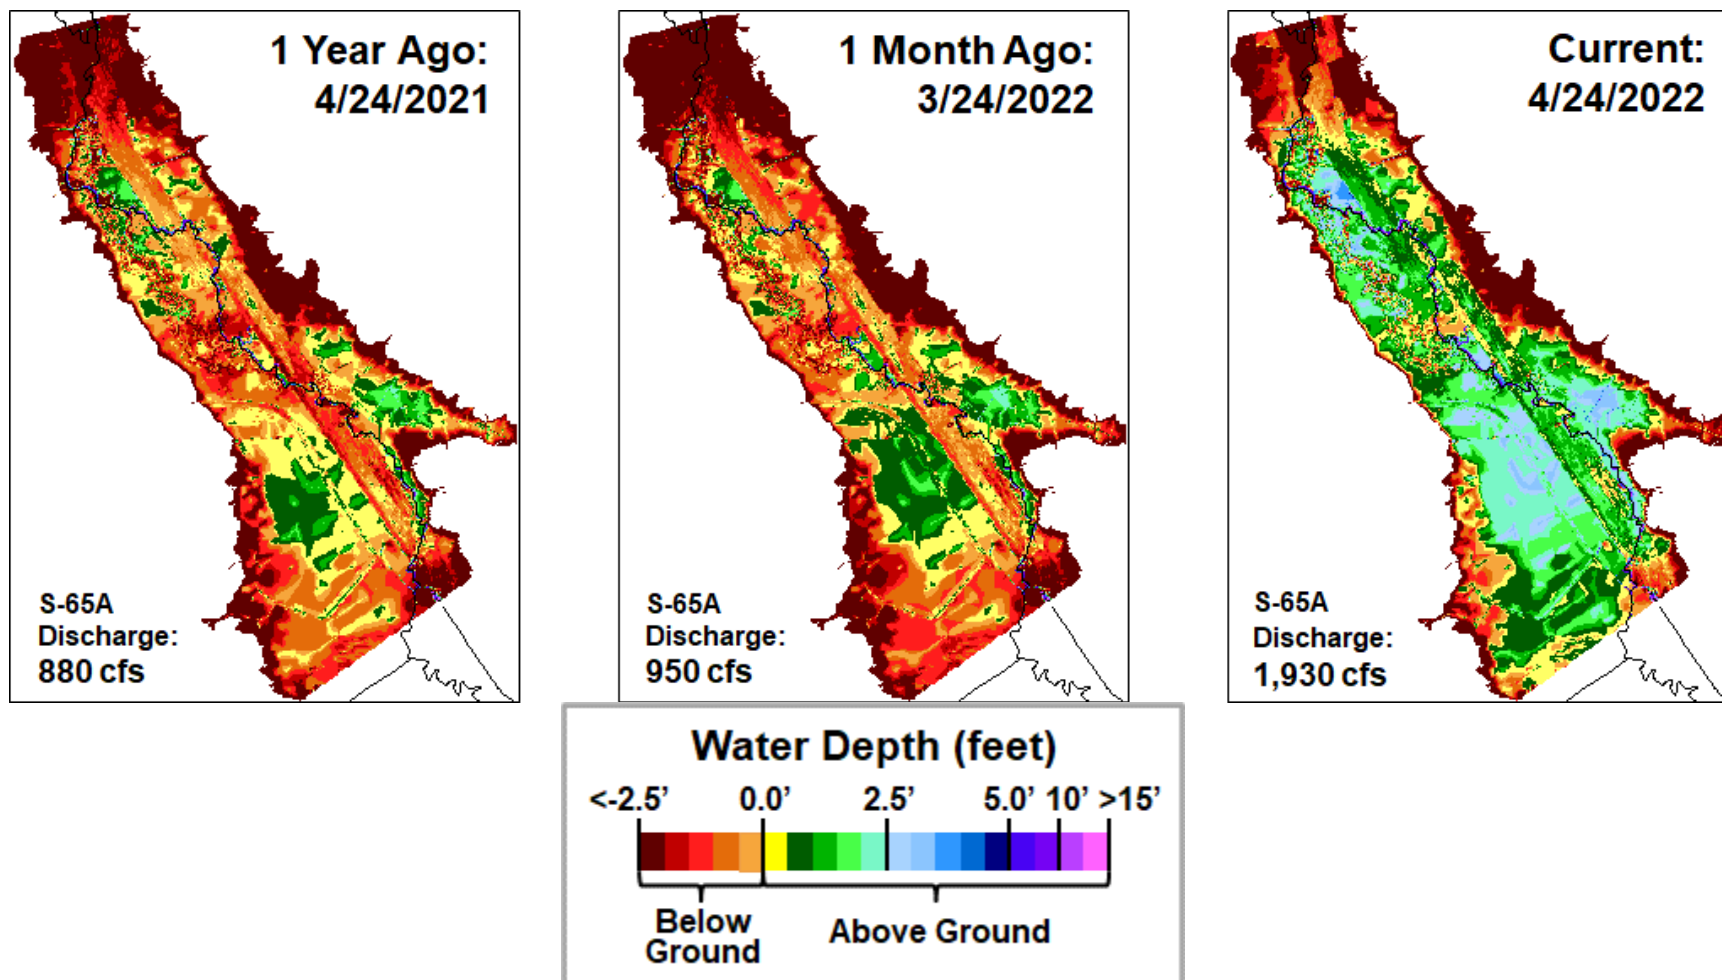 1 Year Ago:
4/24/2021
S-65A
Discharge:
880 cfs
1 Month Ago:
3/24/2022
S-65A
Discharge:
950 cfs
Current:
4/24/2022
S-65A
Discharge:
1,930 cfs
Water Depth (feet)
<-2.5’ 0.0’ 2.5’ 5.0’ 10’ >15’
Below
Ground
Above Ground